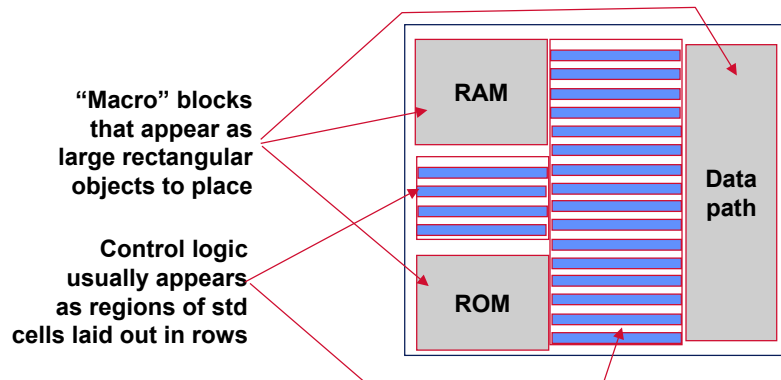 “Macro” blocks
that appear as
large rectangular
objects to place
Control logic
usually appears
as regions of std
cells laid out in rows
RAM
ROM
Data
path